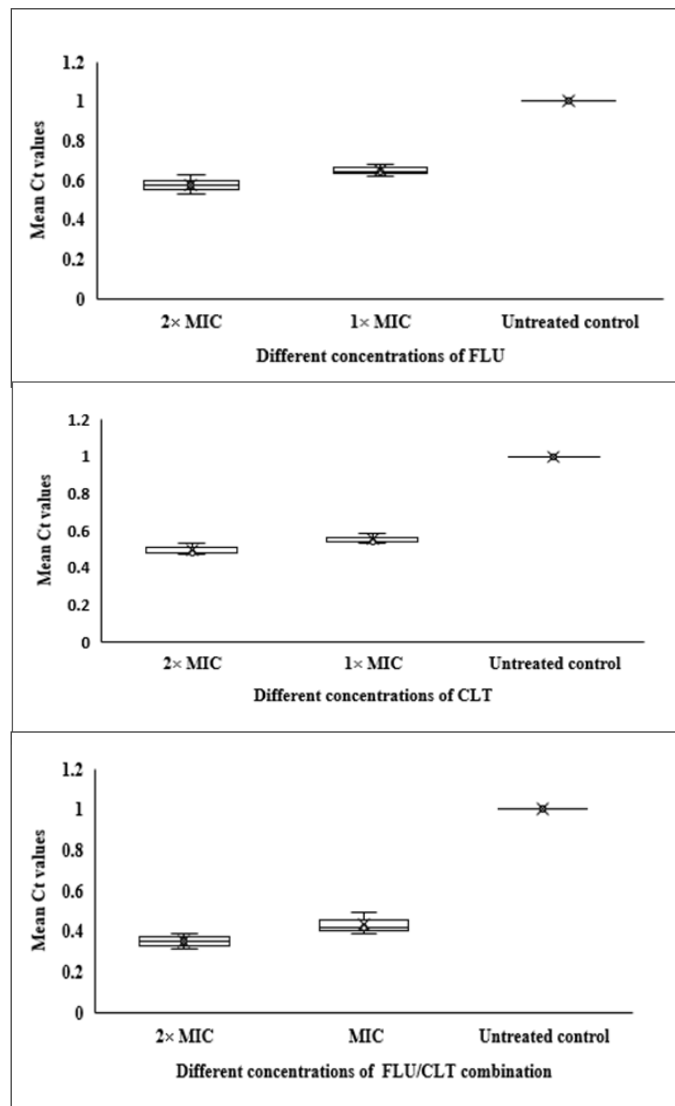 1.2
1
0.8
0.6
0.4
0.2
0
Mean Ct values
2× MIC 1× MIC Untreated control
Different concentrations of FLU
1.2
1
0.8
0.6
0.4
0.2
0
Mean Ct values
2× MIC 1× MIC Untreated control
Different concentrations of CLT
1.2
1
0.8
0.6
0.4
0.2
0
Mean Ct values
2× MIC MIC Untreated control
Different concentrations of FLU/CLT combination